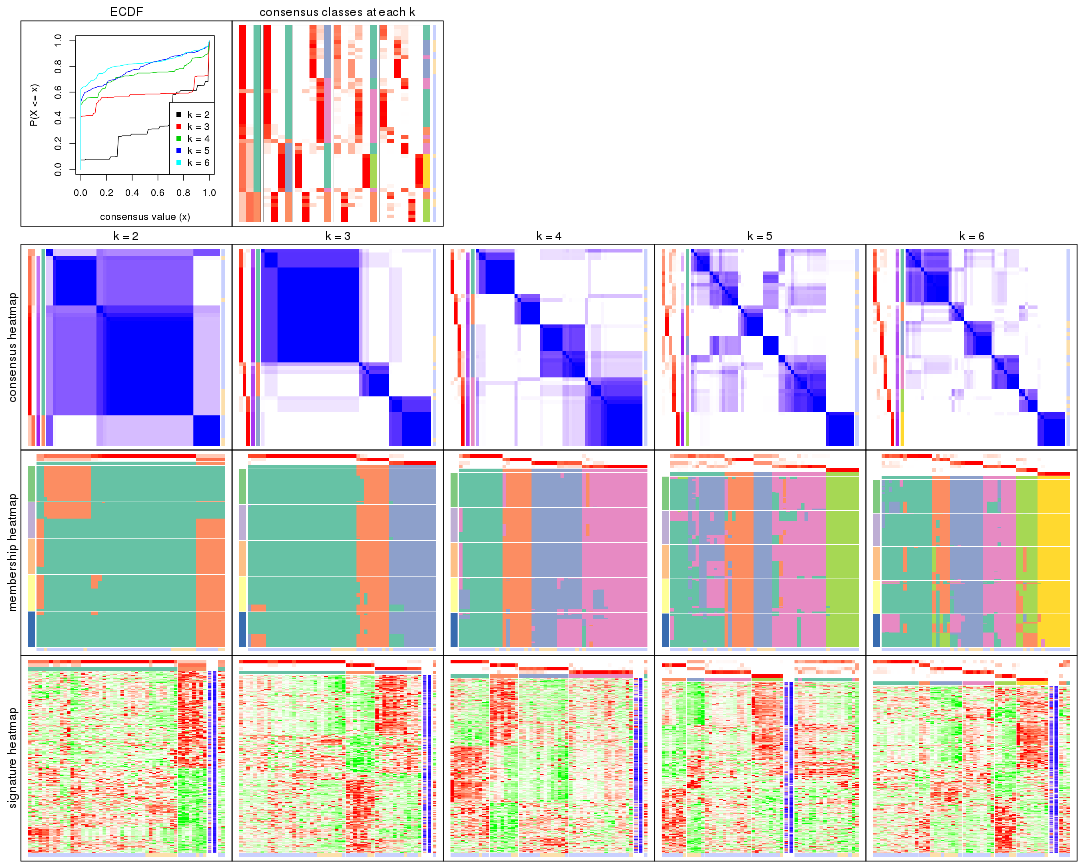 ECDF
consensus classes at each k
P(X <= x)
0.0 0.2 0.4 0.6 0.8 1.0
k = 2
k = 3
k = 4
k = 5
k = 6
0.0 0.2 0.4 0.6 0.8 1.0
consensus value (x)
k = 2
k = 3
k = 4
k = 5
k = 6
consensus heatmap
membership heatmap
signature heatmap